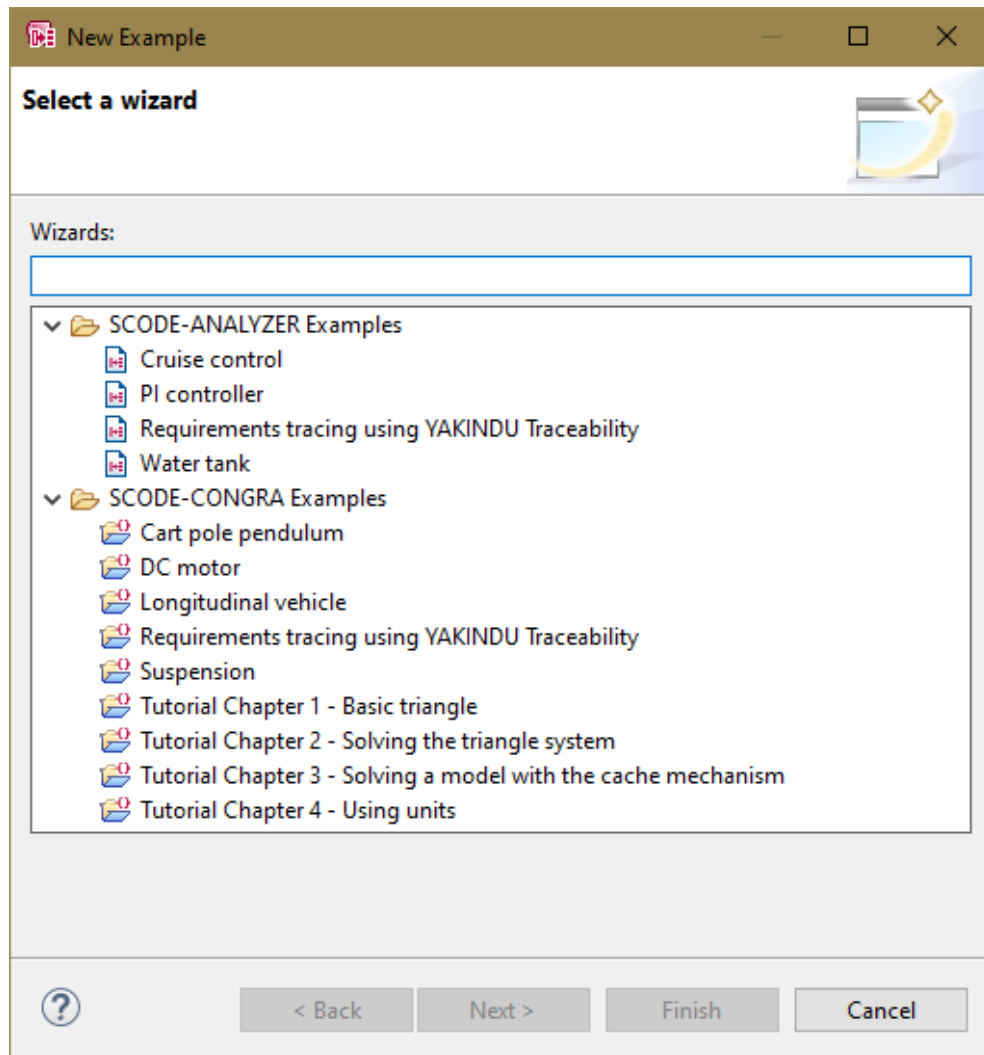 New Example
Select a wizard
Wizards:
SCODE-ANALYZER Examples
Cruise control
PI controller
Requirements tracing using YAKINDU Traceability
Water tank
SCODE-CONGRA Examples
Cart pole pendulum
DC motor
Longitudinal vehicle
Requirements tracing using YAKINDU Traceability
Suspension
Tutorial Chapter 1 - Basic triangle
Tutorial Chapter 2 - Solving the triangle system
Tutorial Chapter 3 - Solving a model with the cache mechanism
Tutorial Chapter 4 - Using units
? < Back Next > Finish Cancel